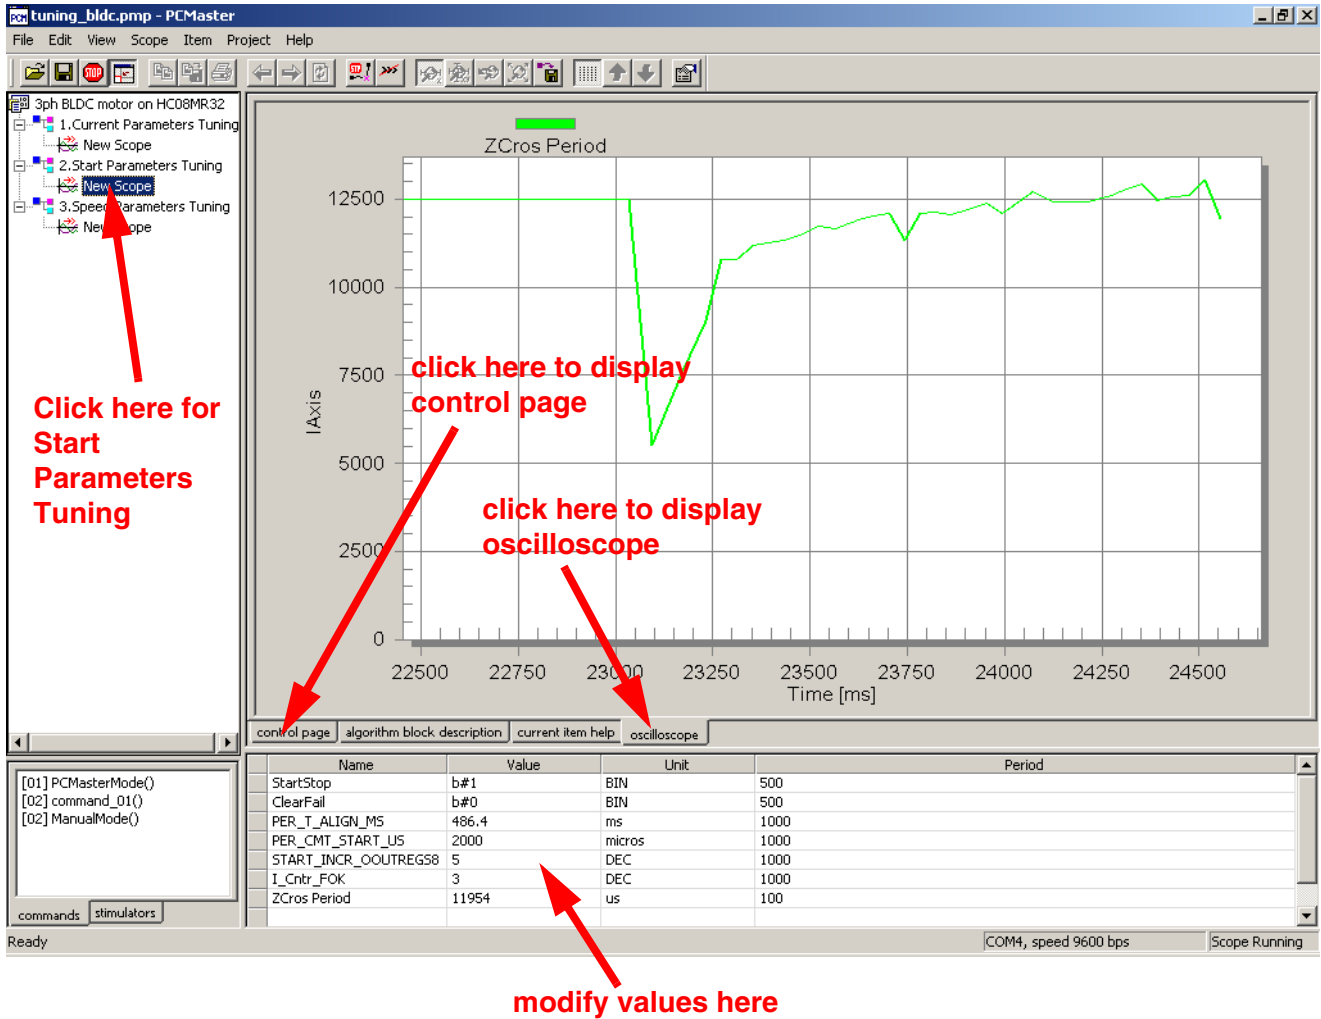 tuning_bldc.pmp - PCMaster
File Edit View Scope Item Project Help
3ph BLDC motor on HC08MR32
1.Current Parameters Tuning
New Scope
2.Start Parameters Tuning
New Scope
3.Speed Parameters Tuning
New Scope
Click here for
Start
Parameters
Tuning
ZCros Period
12500
10000
7500
5000
2500
0
IAxis
22500 22750 23000 23250 23500 23750 24000 24250 24500
Time [ms]
click here to display
control page
click here to display
oscilloscope
control page algorithm block description current item help oscilloscope
[01] PCMasterMode()
[02] command_01()
[02] ManualMode()
commands stimulators
Name Value Unit Period
StartStop b#1 BIN 500
ClearFail b#0 BIN 500
PER_T_ALIGN_MS 486.4 ms 1000
PER_CMT_START_US 2000 micros 1000
START_INCR_OOUTREGS8 5 DEC 1000
I_Cntr_FOK 3 DEC 1000
ZCros Period 11954 us 100
Ready COM4, speed 9600 bps Scope Running
modify values here